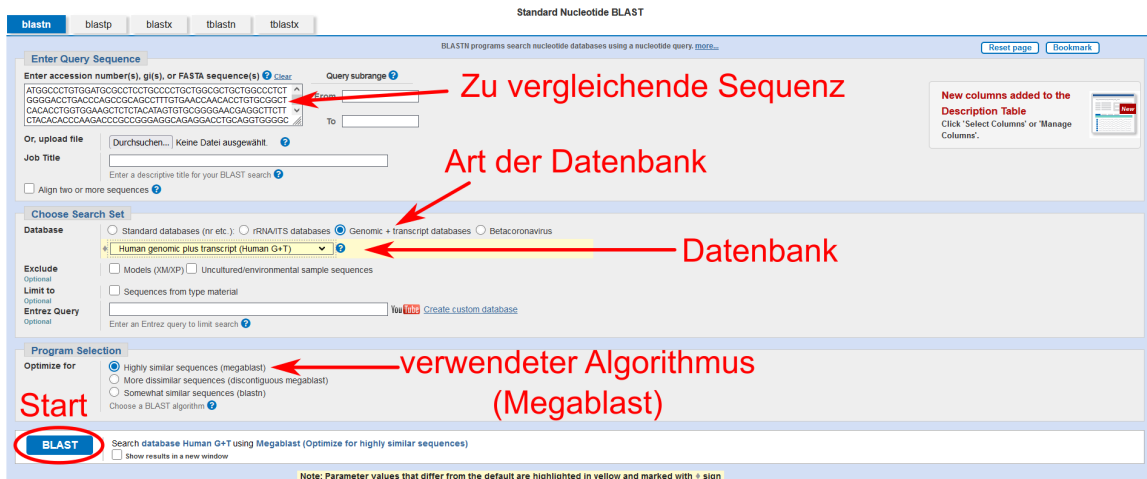 Standard Nucleotide BLAST
blastn blastp blastx tblastn tblastx
BLASTN programs search nucleotide databases using a nucleotide query. more...
Reset page Bookmark
Enter Query Sequence
Enter accession number(s), gi(s), or FASTA sequence(s) ? Clear
Query subrange ?
ATGGCCCTGTGGATGCGCCTCCTGCCCCTGCTGGCGCTGCTGGCCCTCT
GGGGACCTGACCCAGCCGCAGCCTTTGTGAACCAACACCTGTGCGGCT
CACACCTGGTGGAAGCTCTCTACATAGTGTGCGGGGAACGAGGCTTCTT
CTACACACCCAAGACCCGCCGGGAGGCAGAGGACCTGCAGGTGGGGC
From
To
Zu vergleichende Sequenz
New columns added to the
Description Table
Click 'Select Columns' or 'Manage
Columns'.
New
Or, upload file Durchsuchen... Keine Datei ausgewählt. ?
Job Title
Enter a descriptive title for your BLAST search ?
Align two or more sequences ?
Art der Datenbank
Choose Search Set
Database Standard databases (nr etc.): rRNA/ITS databases Genomic + transcript databases Betacoronavirus
Human genomic plus transcript (Human G+T) ?
Datenbank
Exclude Models (XM/XP) Uncultured/environmental sample sequences
Optional
Limit to Sequences from type material
Optional
Entrez Query YouTube Create custom database
Optional
Enter an Entrez query to limit search ?
Program Selection
Optimize for Highly similar sequences (megablast)
More dissimilar sequences (discontiguous megablast)
Somewhat similar sequences (blastn)
Choose a BLAST algorithm ?
verwendeter Algorithmus
(Megablast)
Start
BLAST Search database Human G+T using Megablast (Optimize for highly similar sequences)
Show results in a new window
Note: Parameter values that differ from the default are highlighted in yellow and marked with ♦ sign